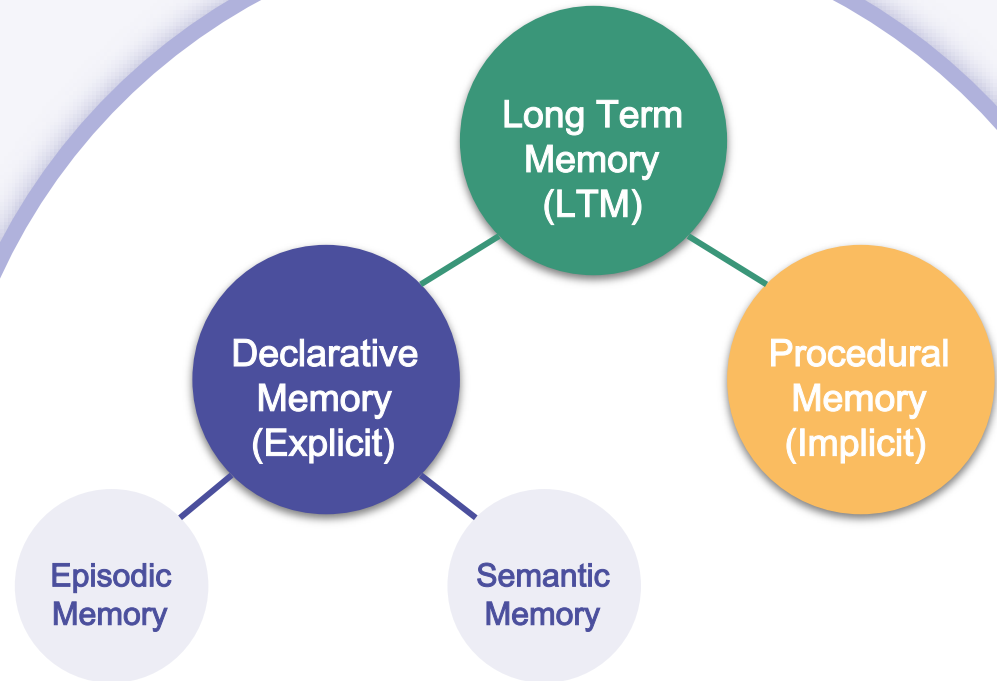 Long Term
Memory
(LTM)
Declarative
Memory
(Explicit)
Procedural
Memory
(Implicit)
Episodic
Memory
Semantic
Memory